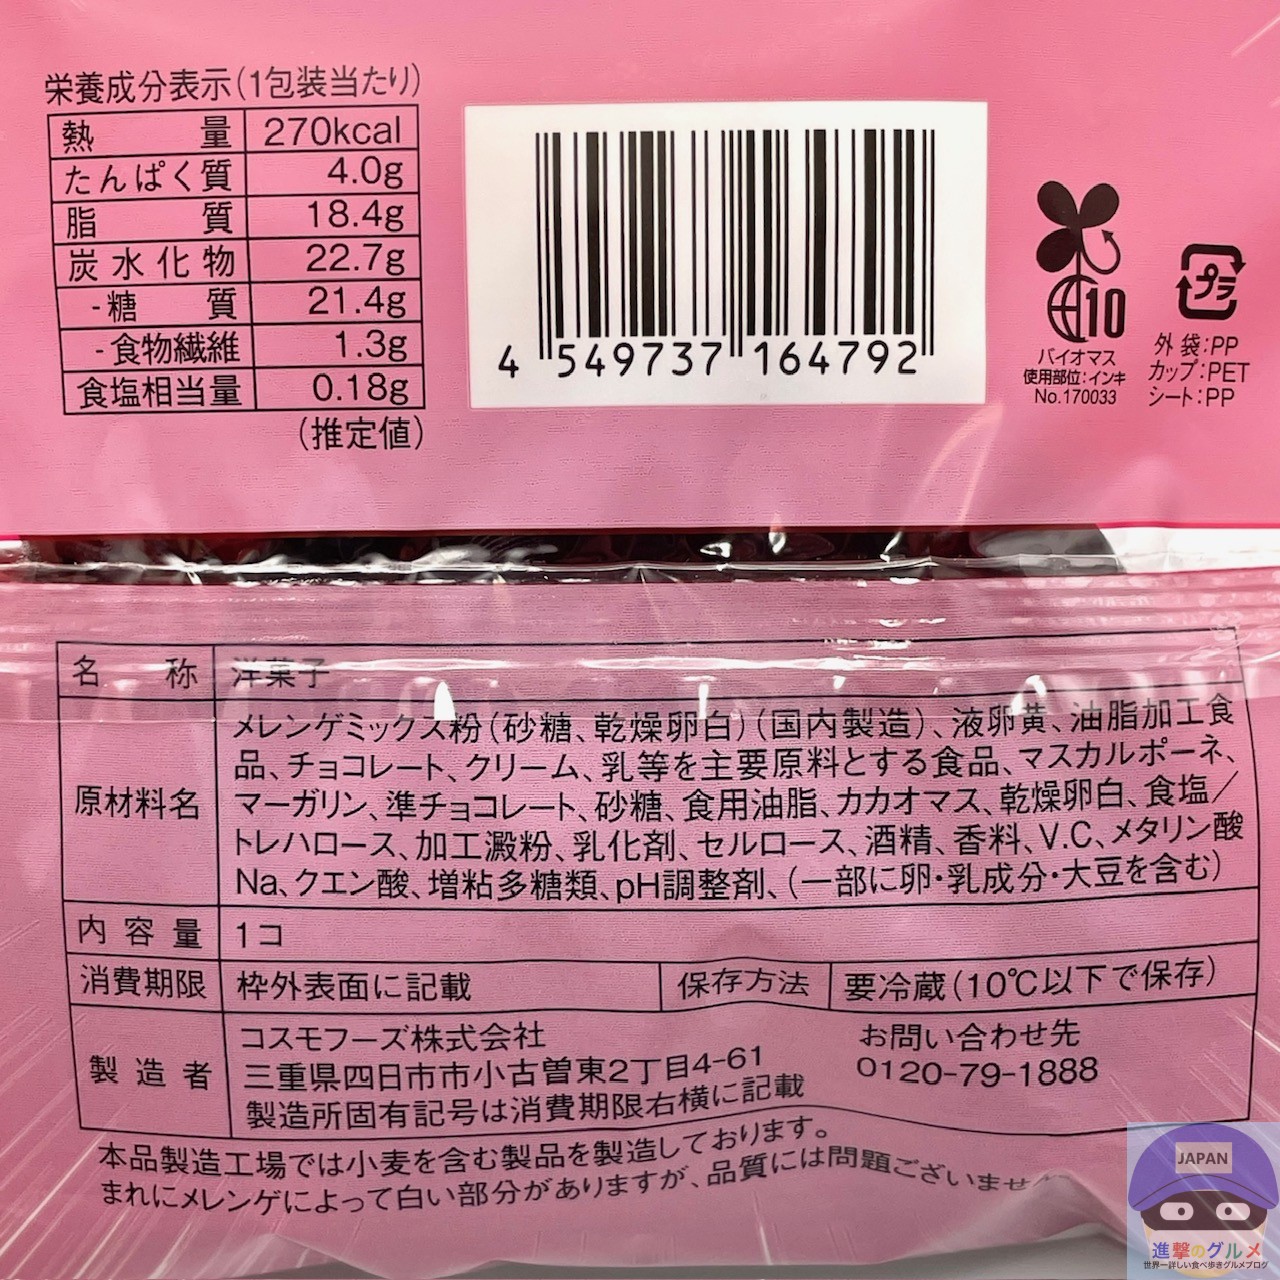 栄養成分表示(1包装当たり)
熱量 270kcal
たんぱく質 4.0g
脂質 18.4g
炭水化物 22.7g
-糖質 21.4g
-食物繊維 1.3g
食塩相当量 0.18g
(推定値)
4 549737 164792
10
バイオマス
使用部位:インキ
No.170033
プラ
外袋:PP
カップ:PET
シート:PP
名称 洋菓子
原材料名 メレンゲミックス粉(砂糖、乾燥卵白)(国内製造)、液卵黄、油脂加工食
品、チョコレート、クリーム、乳等を主要原料とする食品、マスカルポーネ、
マーガリン、準チョコレート、砂糖、食用油脂、カカオマス、乾燥卵白、食塩/
トレハロース、加工澱粉、乳化剤、セルロース、酒精、香料、V.C、メタリン酸
Na、クエン酸、増粘多糖類、pH調整剤、(一部に卵・乳成分・大豆を含む)
内容量 1コ
消費期限 枠外表面に記載 保存方法 要冷蔵(10℃以下で保存)
製造者 コスモフーズ株式会社 お問い合わせ先
三重県四日市市小古曽東2丁目4-61 0120-79-1888
製造所固有記号は消費期限右横に記載
本品製造工場では小麦を含む製品を製造しております。
まれにメレンゲによって白い部分がありますが、品質には問題ございませ
JAPAN
進撃のグルメ
世界一詳しい食べ歩きグルメブログ